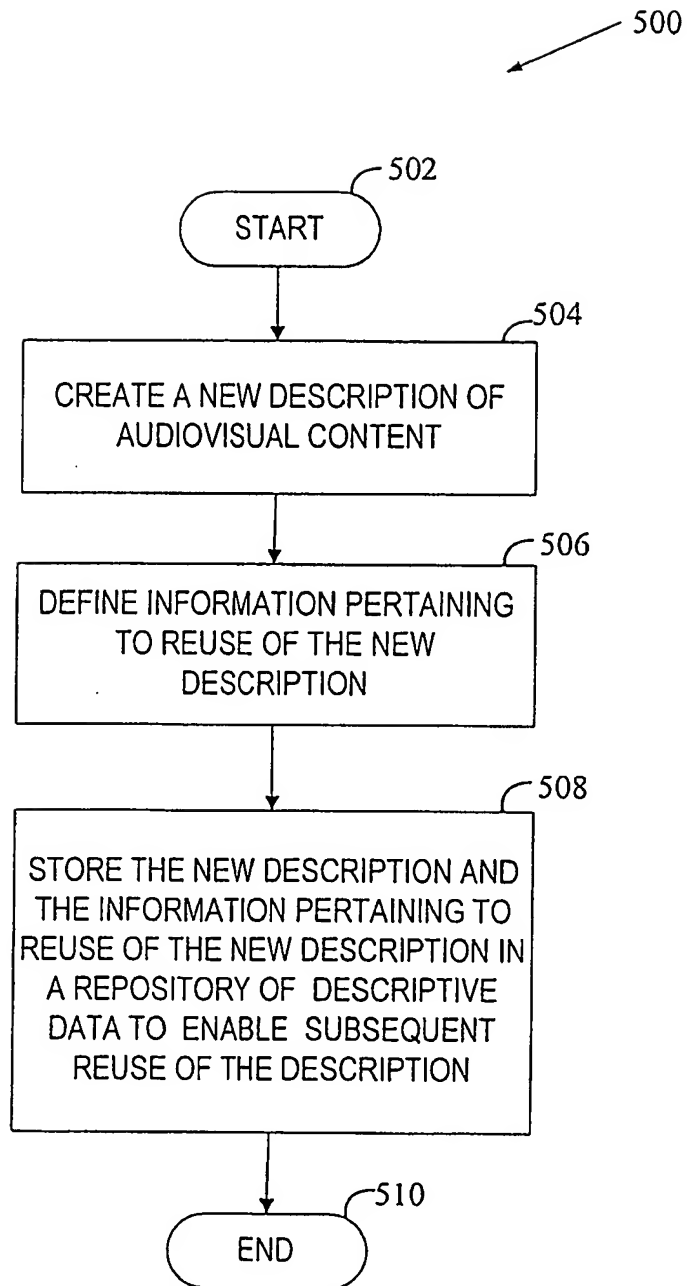 500
502
START
504
CREATE A NEW DESCRIPTION OF
AUDIOVISUAL CONTENT
506
DEFINE INFORMATION PERTAINING
TO REUSE OF THE NEW
DESCRIPTION
508
STORE THE NEW DESCRIPTION AND
THE INFORMATION PERTAINING TO
REUSE OF THE NEW DESCRIPTION IN
A REPOSITORY OF DESCRIPTIVE
DATA TO ENABLE SUBSEQUENT
REUSE OF THE DESCRIPTION
510
END